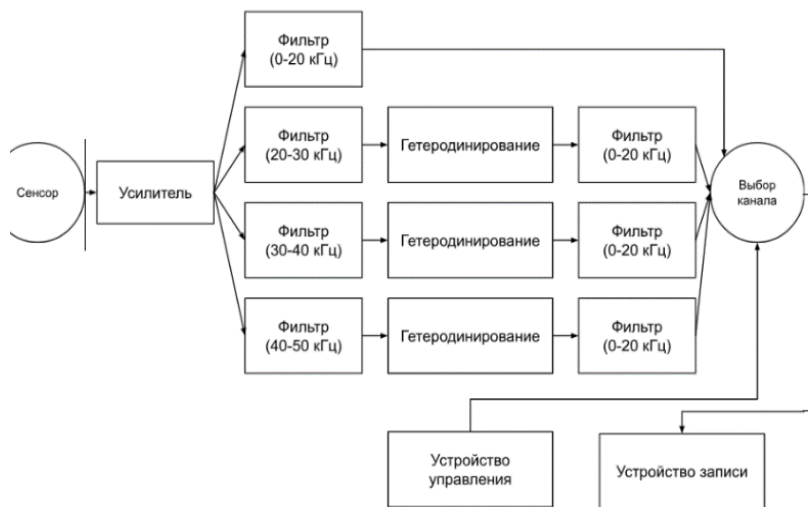 Фильтр
(0-20 кГц)
Фильтр
(20-30 кГц)
Гетеродинирование
Фильтр
(0-20 кГц)
Сенсор
Усилитель
Выбор
канала
Фильтр
(30-40 кГц)
Гетеродинирование
Фильтр
(0-20 кГц)
Фильтр
(40-50 кГц)
Гетеродинирование
Фильтр
(0-20 кГц)
Устройство
управления
Устройство записи